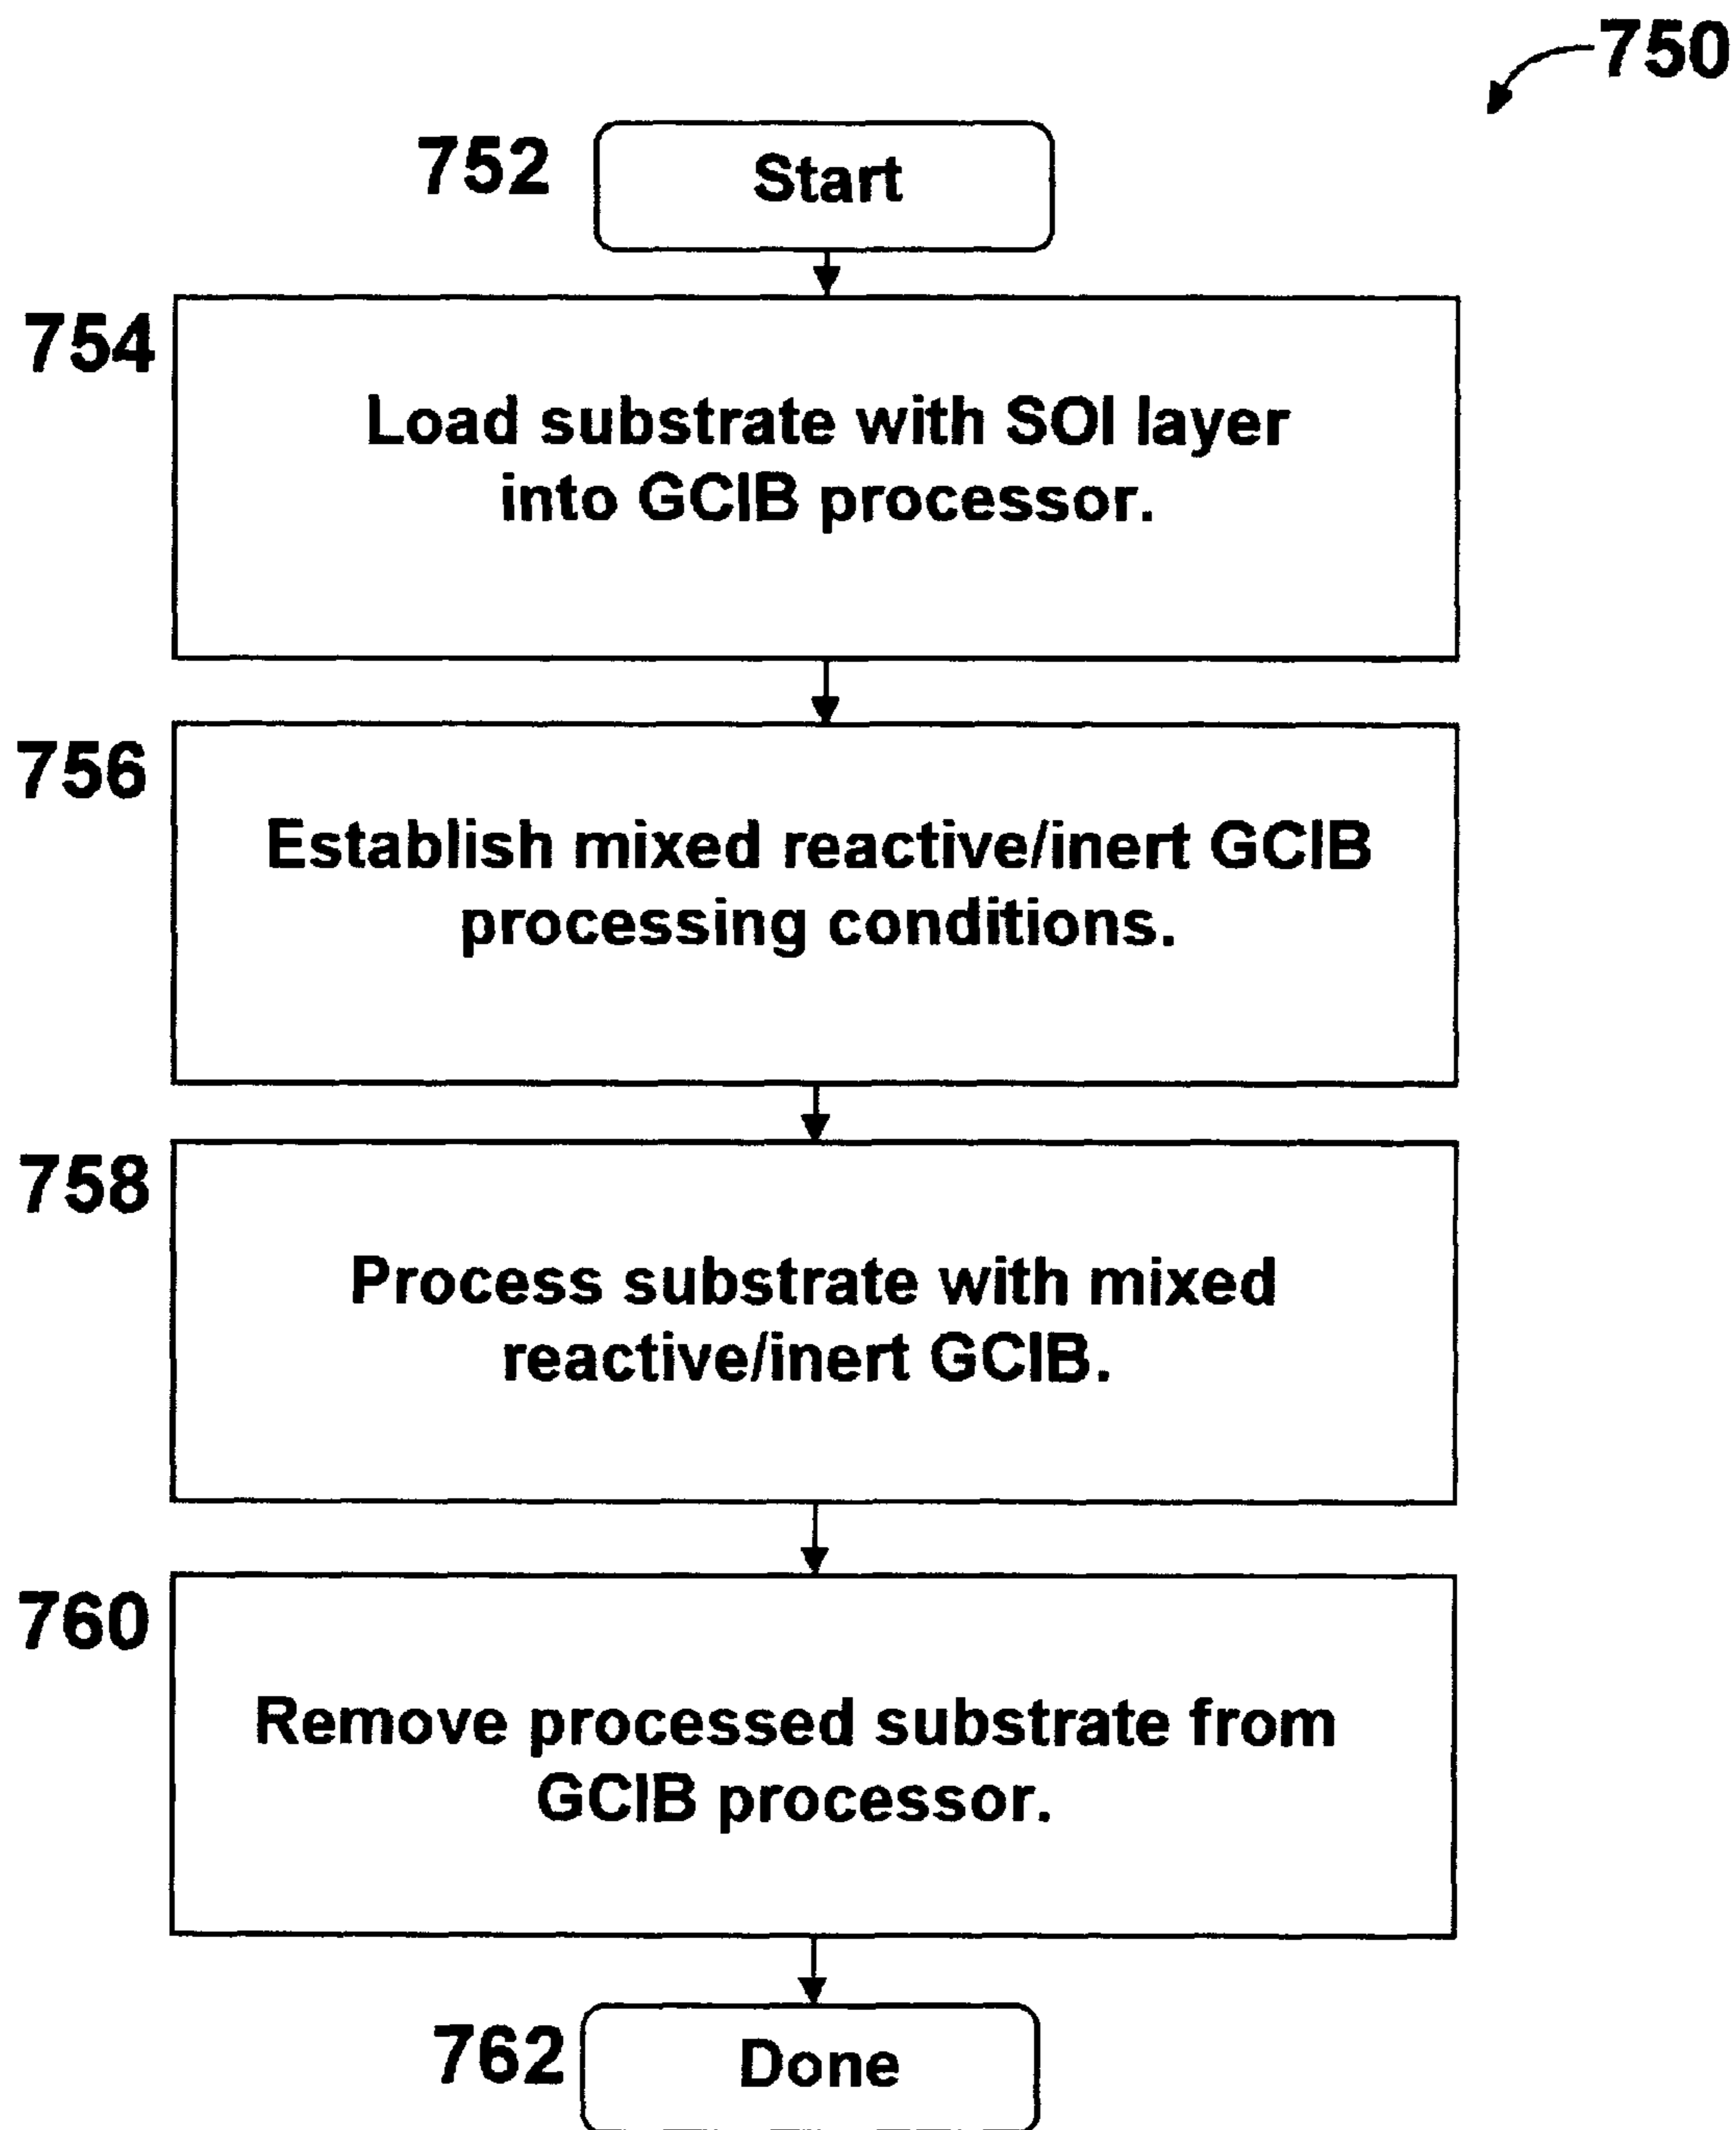 750
752
Start
754
Load substrate with SOI layer
into GCIB processor.
756
Establish mixed reactive/inert GCIB
processing conditions.
758
Process substrate with mixed
reactive/inert GCIB.
760
Remove processed substrate from
GCIB processor.
762
Done